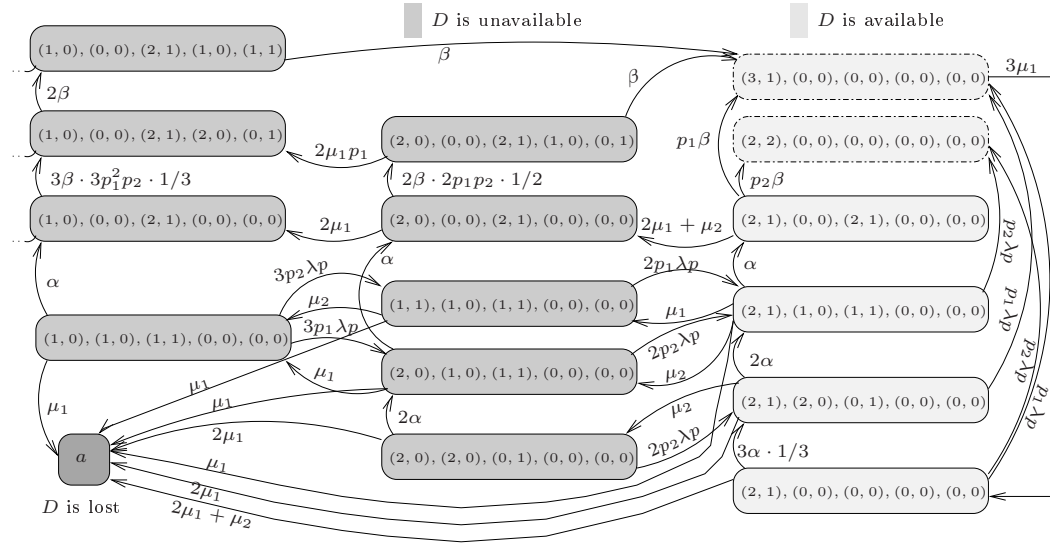 D is unavailable
D is available
(1, 0), (0, 0), (2, 1), (1, 0), (1, 1)
β
β
(3, 1), (0, 0), (0, 0), (0, 0), (0, 0)
3μ₁
...
2β
(1, 0), (0, 0), (2, 1), (2, 0), (0, 1)
2μ₁p₁
(2, 0), (0, 0), (2, 1), (1, 0), (0, 1)
p₁β
(2, 2), (0, 0), (0, 0), (0, 0), (0, 0)
...
3β · 3p₁²p₂ · 1/3
2β · 2p₁p₂ · 1/2
p₂β
(1, 0), (0, 0), (2, 1), (0, 0), (0, 0)
2μ₁
(2, 0), (0, 0), (2, 1), (0, 0), (0, 0)
2μ₁ + μ₂
(2, 1), (0, 0), (2, 1), (0, 0), (0, 0)
p₂λp
...
α
3p₂λp
α
2p₁λp
α
μ₂
(1, 1), (1, 0), (1, 1), (0, 0), (0, 0)
μ₁
(2, 1), (1, 0), (1, 1), (0, 0), (0, 0)
p₁λp
(1, 0), (1, 0), (1, 1), (0, 0), (0, 0)
3p₁λp
2p₂λp
2α
p₂λp
μ₁
μ₁
(2, 0), (1, 0), (1, 1), (0, 0), (0, 0)
μ₂
μ₁
μ₁
2α
μ₂
(2, 1), (2, 0), (0, 1), (0, 0), (0, 0)
p₁λp
2μ₁
2p₂λp
a
μ₁
(2, 0), (2, 0), (0, 1), (0, 0), (0, 0)
3α · 1/3
2μ₁
(2, 1), (0, 0), (0, 0), (0, 0), (0, 0)
D is lost
2μ₁ + μ₂